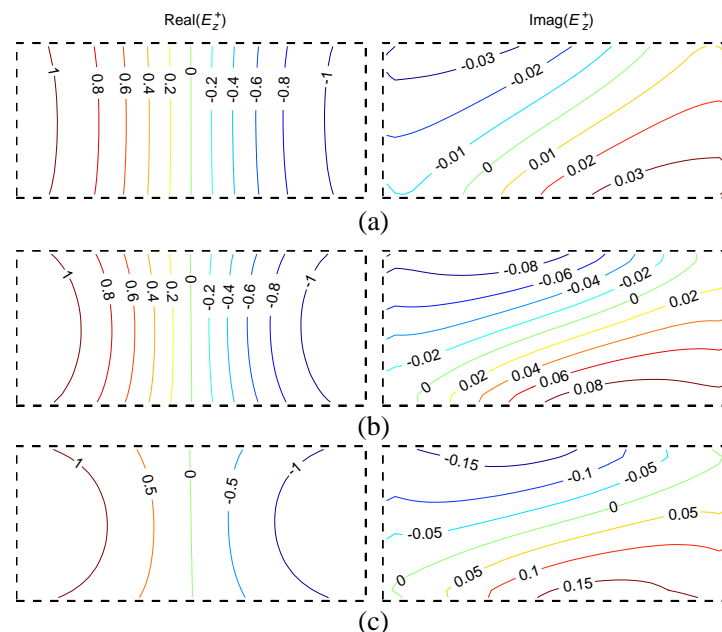 Real(E_z^+) Imag(E_z^+)
1 0.8 0.6 0.4 0.2 0 -0.2 -0.4 -0.6 -0.8 -1
-0.03 -0.02 -0.01 0 0.01 0.02 0.03
(a)
1 0.8 0.6 0.4 0.2 0 -0.2 -0.4 -0.6 -0.8 -1
-0.08 -0.06 -0.04 -0.02 0 0.02 -0.02 0 0.02 0.04 0.06 0.08
(b)
1 0.5 0 -0.5 -1
-0.15 -0.1 -0.05 0 0.05 -0.05 0 0.05 0.1 0.15
(c)